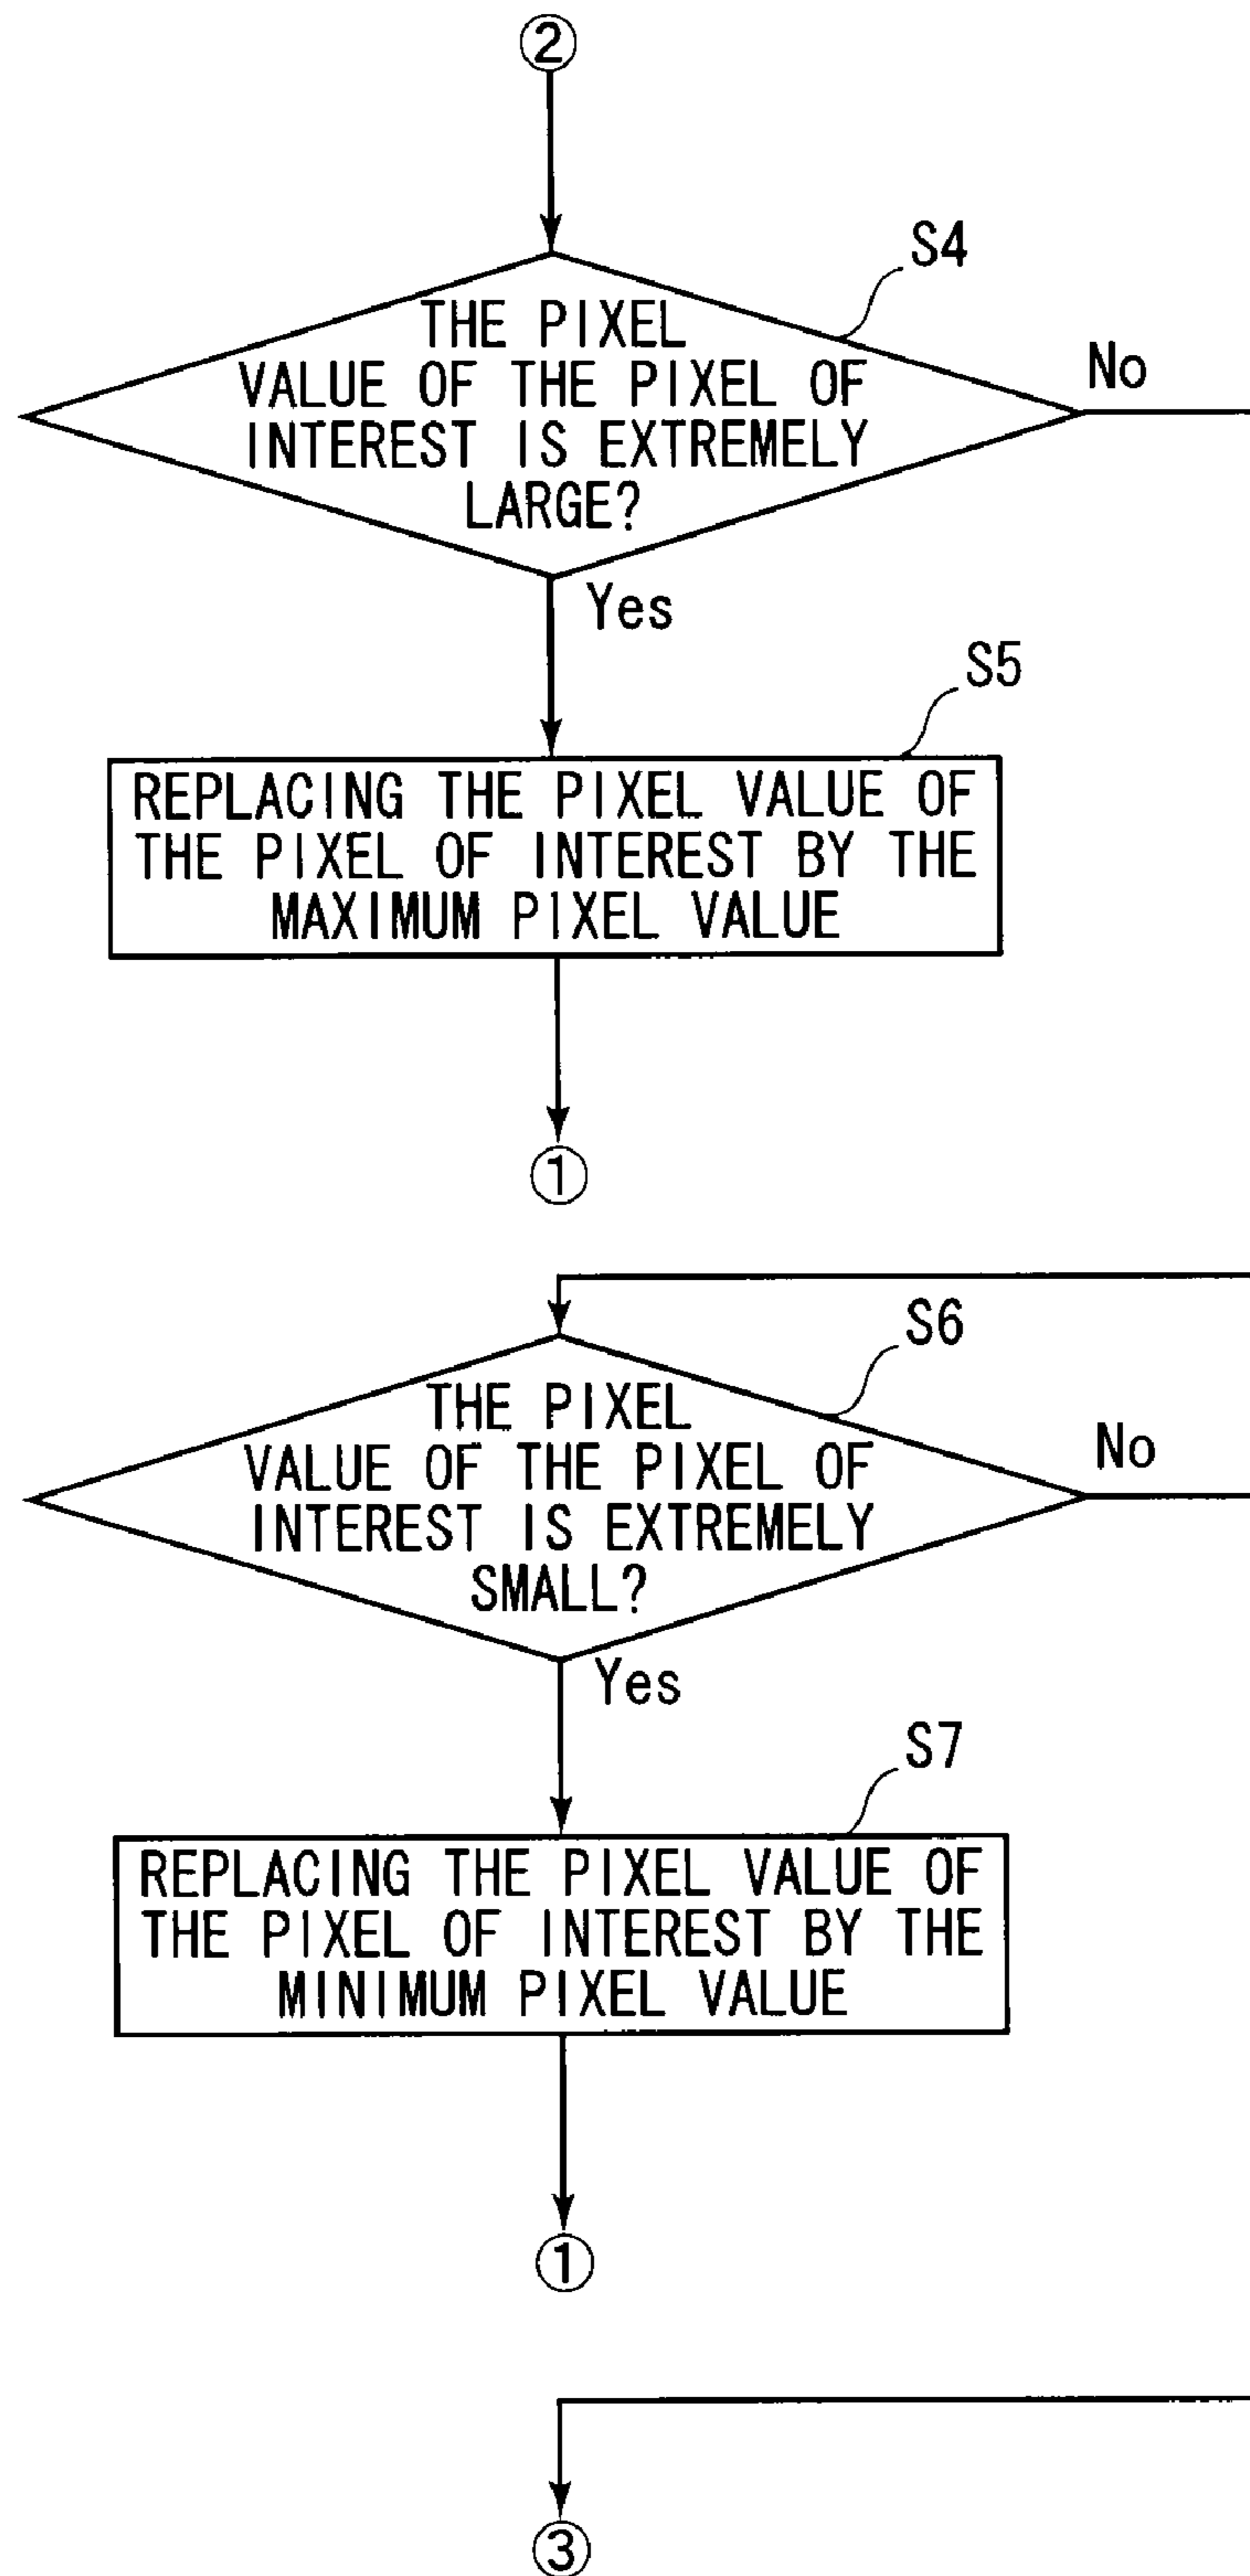 ②
S4
THE PIXEL
VALUE OF THE PIXEL OF
INTEREST IS EXTREMELY
LARGE?
No
Yes
S5
REPLACING THE PIXEL VALUE OF
THE PIXEL OF INTEREST BY THE
MAXIMUM PIXEL VALUE
①
S6
THE PIXEL
VALUE OF THE PIXEL OF
INTEREST IS EXTREMELY
SMALL?
No
Yes
S7
REPLACING THE PIXEL VALUE OF
THE PIXEL OF INTEREST BY THE
MINIMUM PIXEL VALUE
①
③